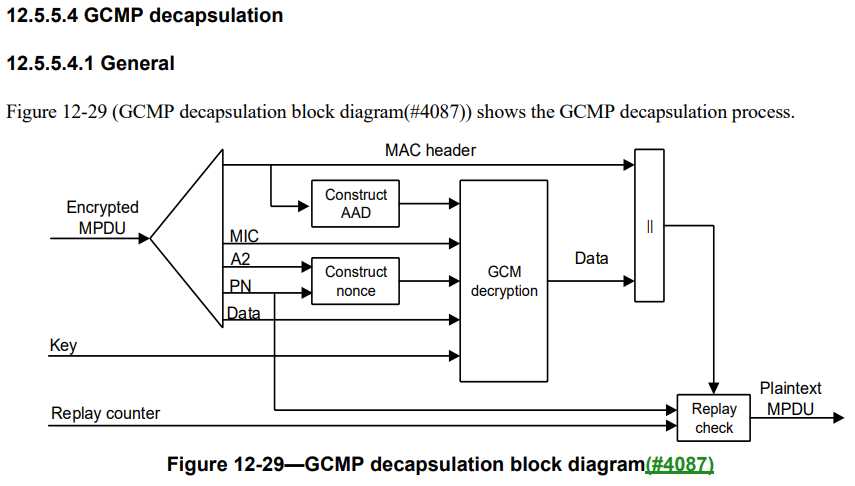 12.5.5.4 GCMP decapsulation
12.5.5.4.1 General
Figure 12-29 (GCMP decapsulation block diagram(#4087)) shows the GCMP decapsulation process.
MAC header
Encrypted
MPDU
Construct
AAD
MIC
A2
PN
Data
Construct
nonce
GCM
decryption
Data
||
Key
Replay counter
Replay
check
Plaintext
MPDU
Figure 12-29—GCMP decapsulation block diagram(#4087)